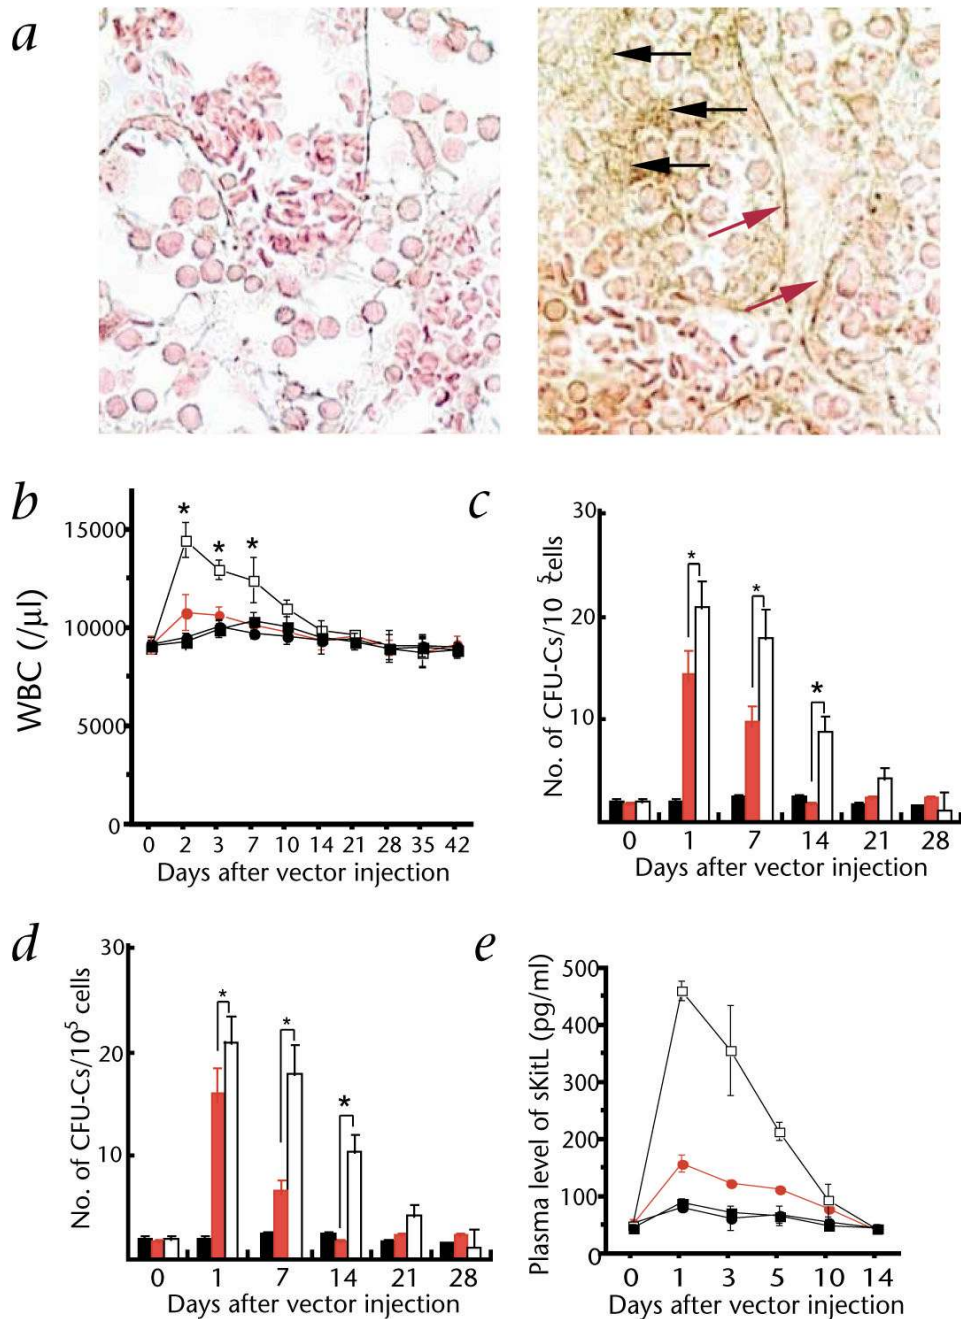 a
b
15000
10000
5000
0
WBC (/µl)
* * *
0 2 3 7 10 14 21 28 35 42
Days after vector injection
c
30
20
10
No. of CFU-Cs/10 5 cells
* * *
0 1 7 14 21 28
Days after vector injection
d
30
20
10
No. of CFU-Cs/10⁵ cells
* * *
0 1 7 14 21 28
Days after vector injection
e
500
400
300
200
100
0
Plasma level of sKitL (pg/ml)
0 1 3 5 10 14
Days after vector injection